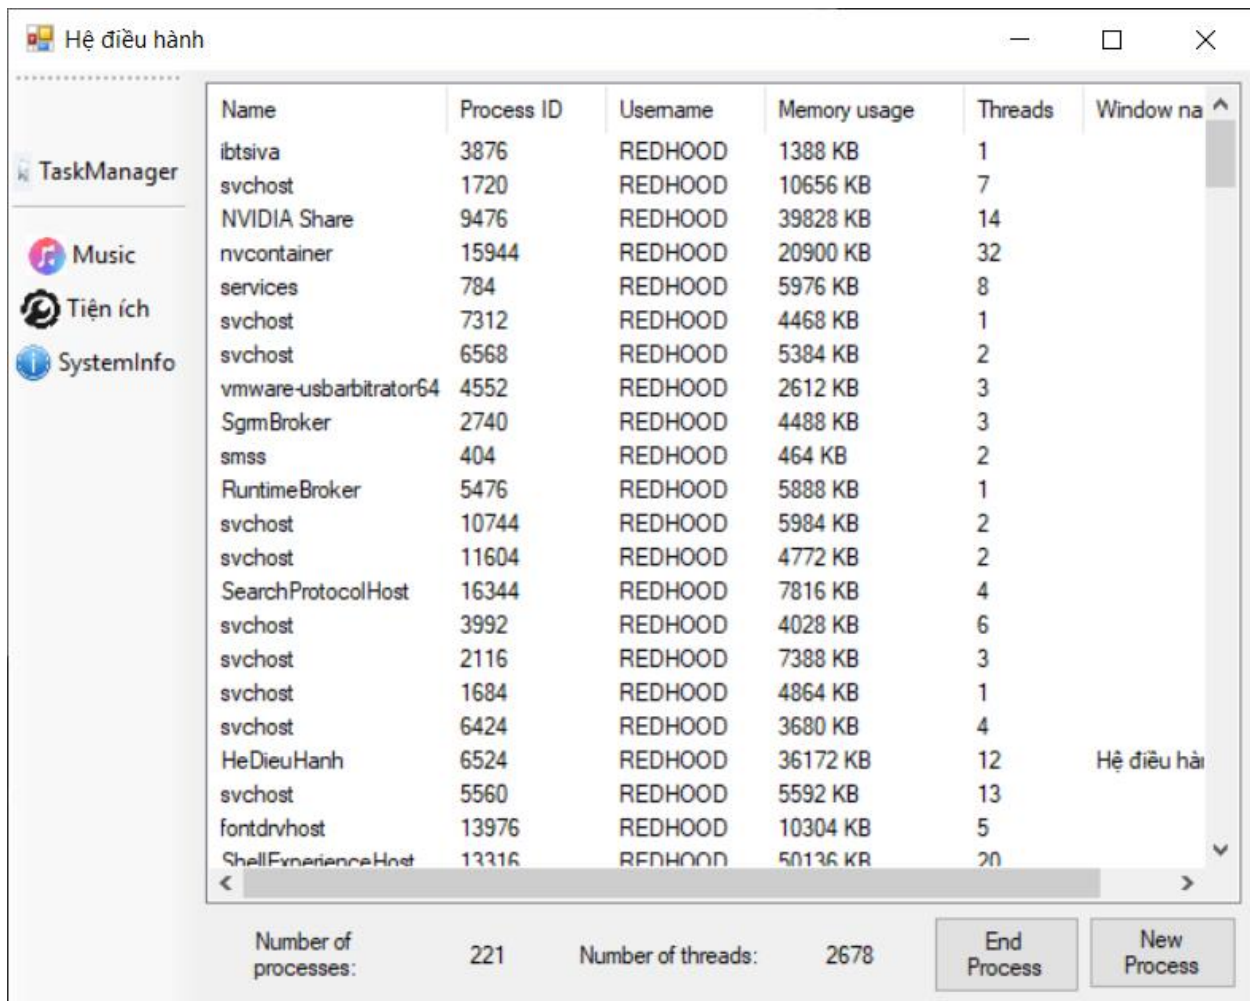 Hệ điều hành
TaskManager
Music
Tiện ích
SystemInfo
Name Process ID Username Memory usage Threads Window na
ibtsiva 3876 REDHOOD 1388 KB 1
svchost 1720 REDHOOD 10656 KB 7
NVIDIA Share 9476 REDHOOD 39828 KB 14
nvcontainer 15944 REDHOOD 20900 KB 32
services 784 REDHOOD 5976 KB 8
svchost 7312 REDHOOD 4468 KB 1
svchost 6568 REDHOOD 5384 KB 2
vmware-usbarbitrator64 4552 REDHOOD 2612 KB 3
SgrmBroker 2740 REDHOOD 4488 KB 3
smss 404 REDHOOD 464 KB 2
RuntimeBroker 5476 REDHOOD 5888 KB 1
svchost 10744 REDHOOD 5984 KB 2
svchost 11604 REDHOOD 4772 KB 2
SearchProtocolHost 16344 REDHOOD 7816 KB 4
svchost 3992 REDHOOD 4028 KB 6
svchost 2116 REDHOOD 7388 KB 3
svchost 1684 REDHOOD 4864 KB 1
svchost 6424 REDHOOD 3680 KB 4
HeDieuHanh 6524 REDHOOD 36172 KB 12 Hệ điều hàn
svchost 5560 REDHOOD 5592 KB 13
fontdrvhost 13976 REDHOOD 10304 KB 5
ShellExperienceHost 13316 REDHOOD 50136 KB 20
Number of
processes: 221 Number of threads: 2678
End
Process
New
Process